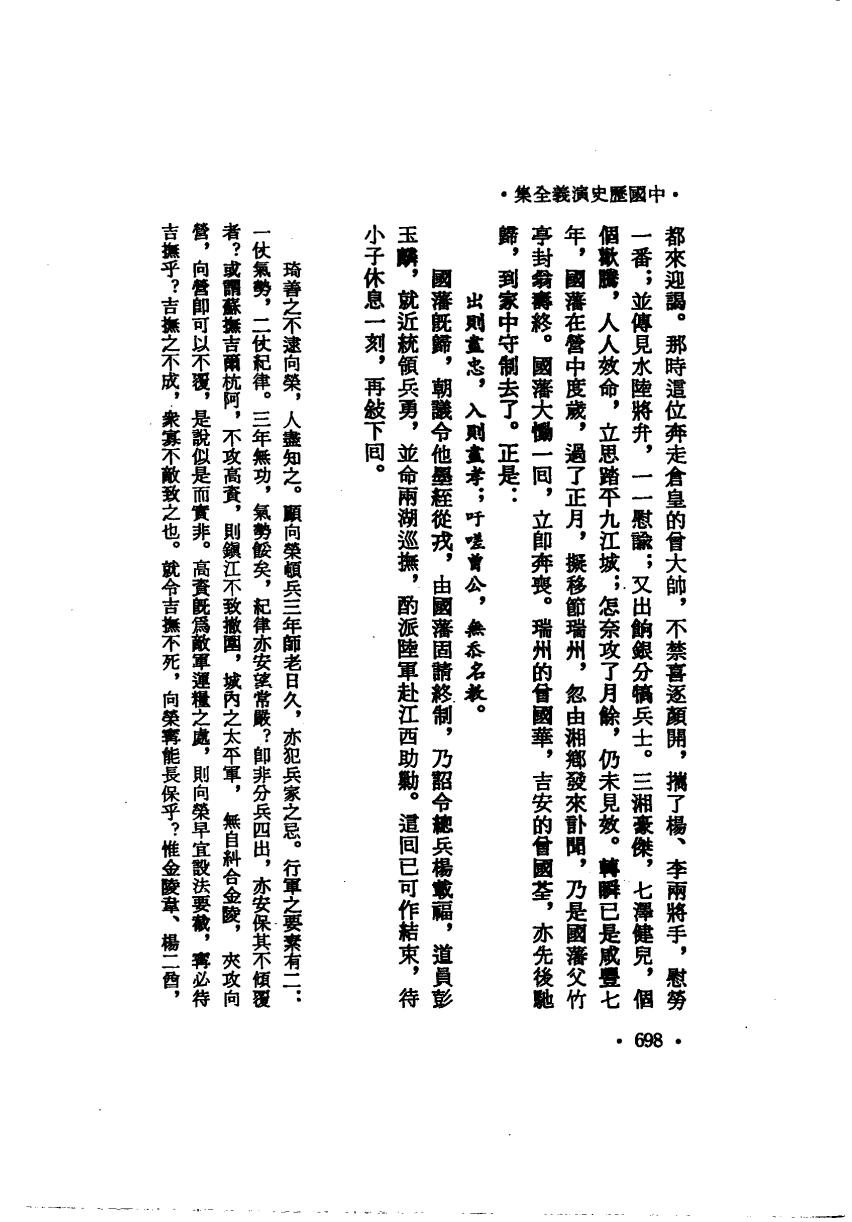 •中國歷史演義全集•
都來迎謁。那時這位奔走倉皇的曾大帥，不禁喜逐顏開，攜了楊、李兩將手，慰勞
一番；並傳見水陸將弁，一一慰諭；又出餉銀分犒兵士。三湘豪傑，七澤健兒，個
個歡騰，人人效命，立思踏平九江城；怎奈攻了月餘，仍未見效。轉瞬已是咸豐七
年，國藩在營中度歲，過了正月，擬移節瑞州，忽由湘鄉發來訃聞，乃是國藩父竹
亭封翁壽終。國藩大慟一回，立卽奔喪。瑞州的曾國華，吉安的曾國荃，亦先後馳
歸，到家中守制去了。正是：
出則盡忠，入則盡孝；吁嗟曾公，無忝名教。
國藩旣歸，朝議令他墨絰從戎，由國藩固請終制，乃詔令總兵楊載福，道員彭
玉麟，就近統領兵勇，並命兩湖巡撫，酌派陸軍赴江西助勦。這回已可作結束，待
小子休息一刻，再敍下回。
琦善之不逮向榮，人盡知之。顧向榮頓兵三年師老日久，亦犯兵家之忌。行軍之要素有二：
一仗氣勢，二仗紀律。三年無功，氣勢餒矣，紀律亦安望常嚴？卽非分兵四出，亦安保其不傾覆
者？或謂蘇撫吉爾杭阿，不攻高資，則鎭江不致撤圍，城內之太平軍，無自糾合金陵，夾攻向
營，向營卽可以不覆，是說似是而實非。高資旣爲敵軍運糧之處，則向榮早宜設法要截，寧必待
吉撫乎？吉撫之不成，衆寡不敵致之也。就令吉撫不死，向榮寧能長保乎？惟金陵韋、楊二酋，
•698•